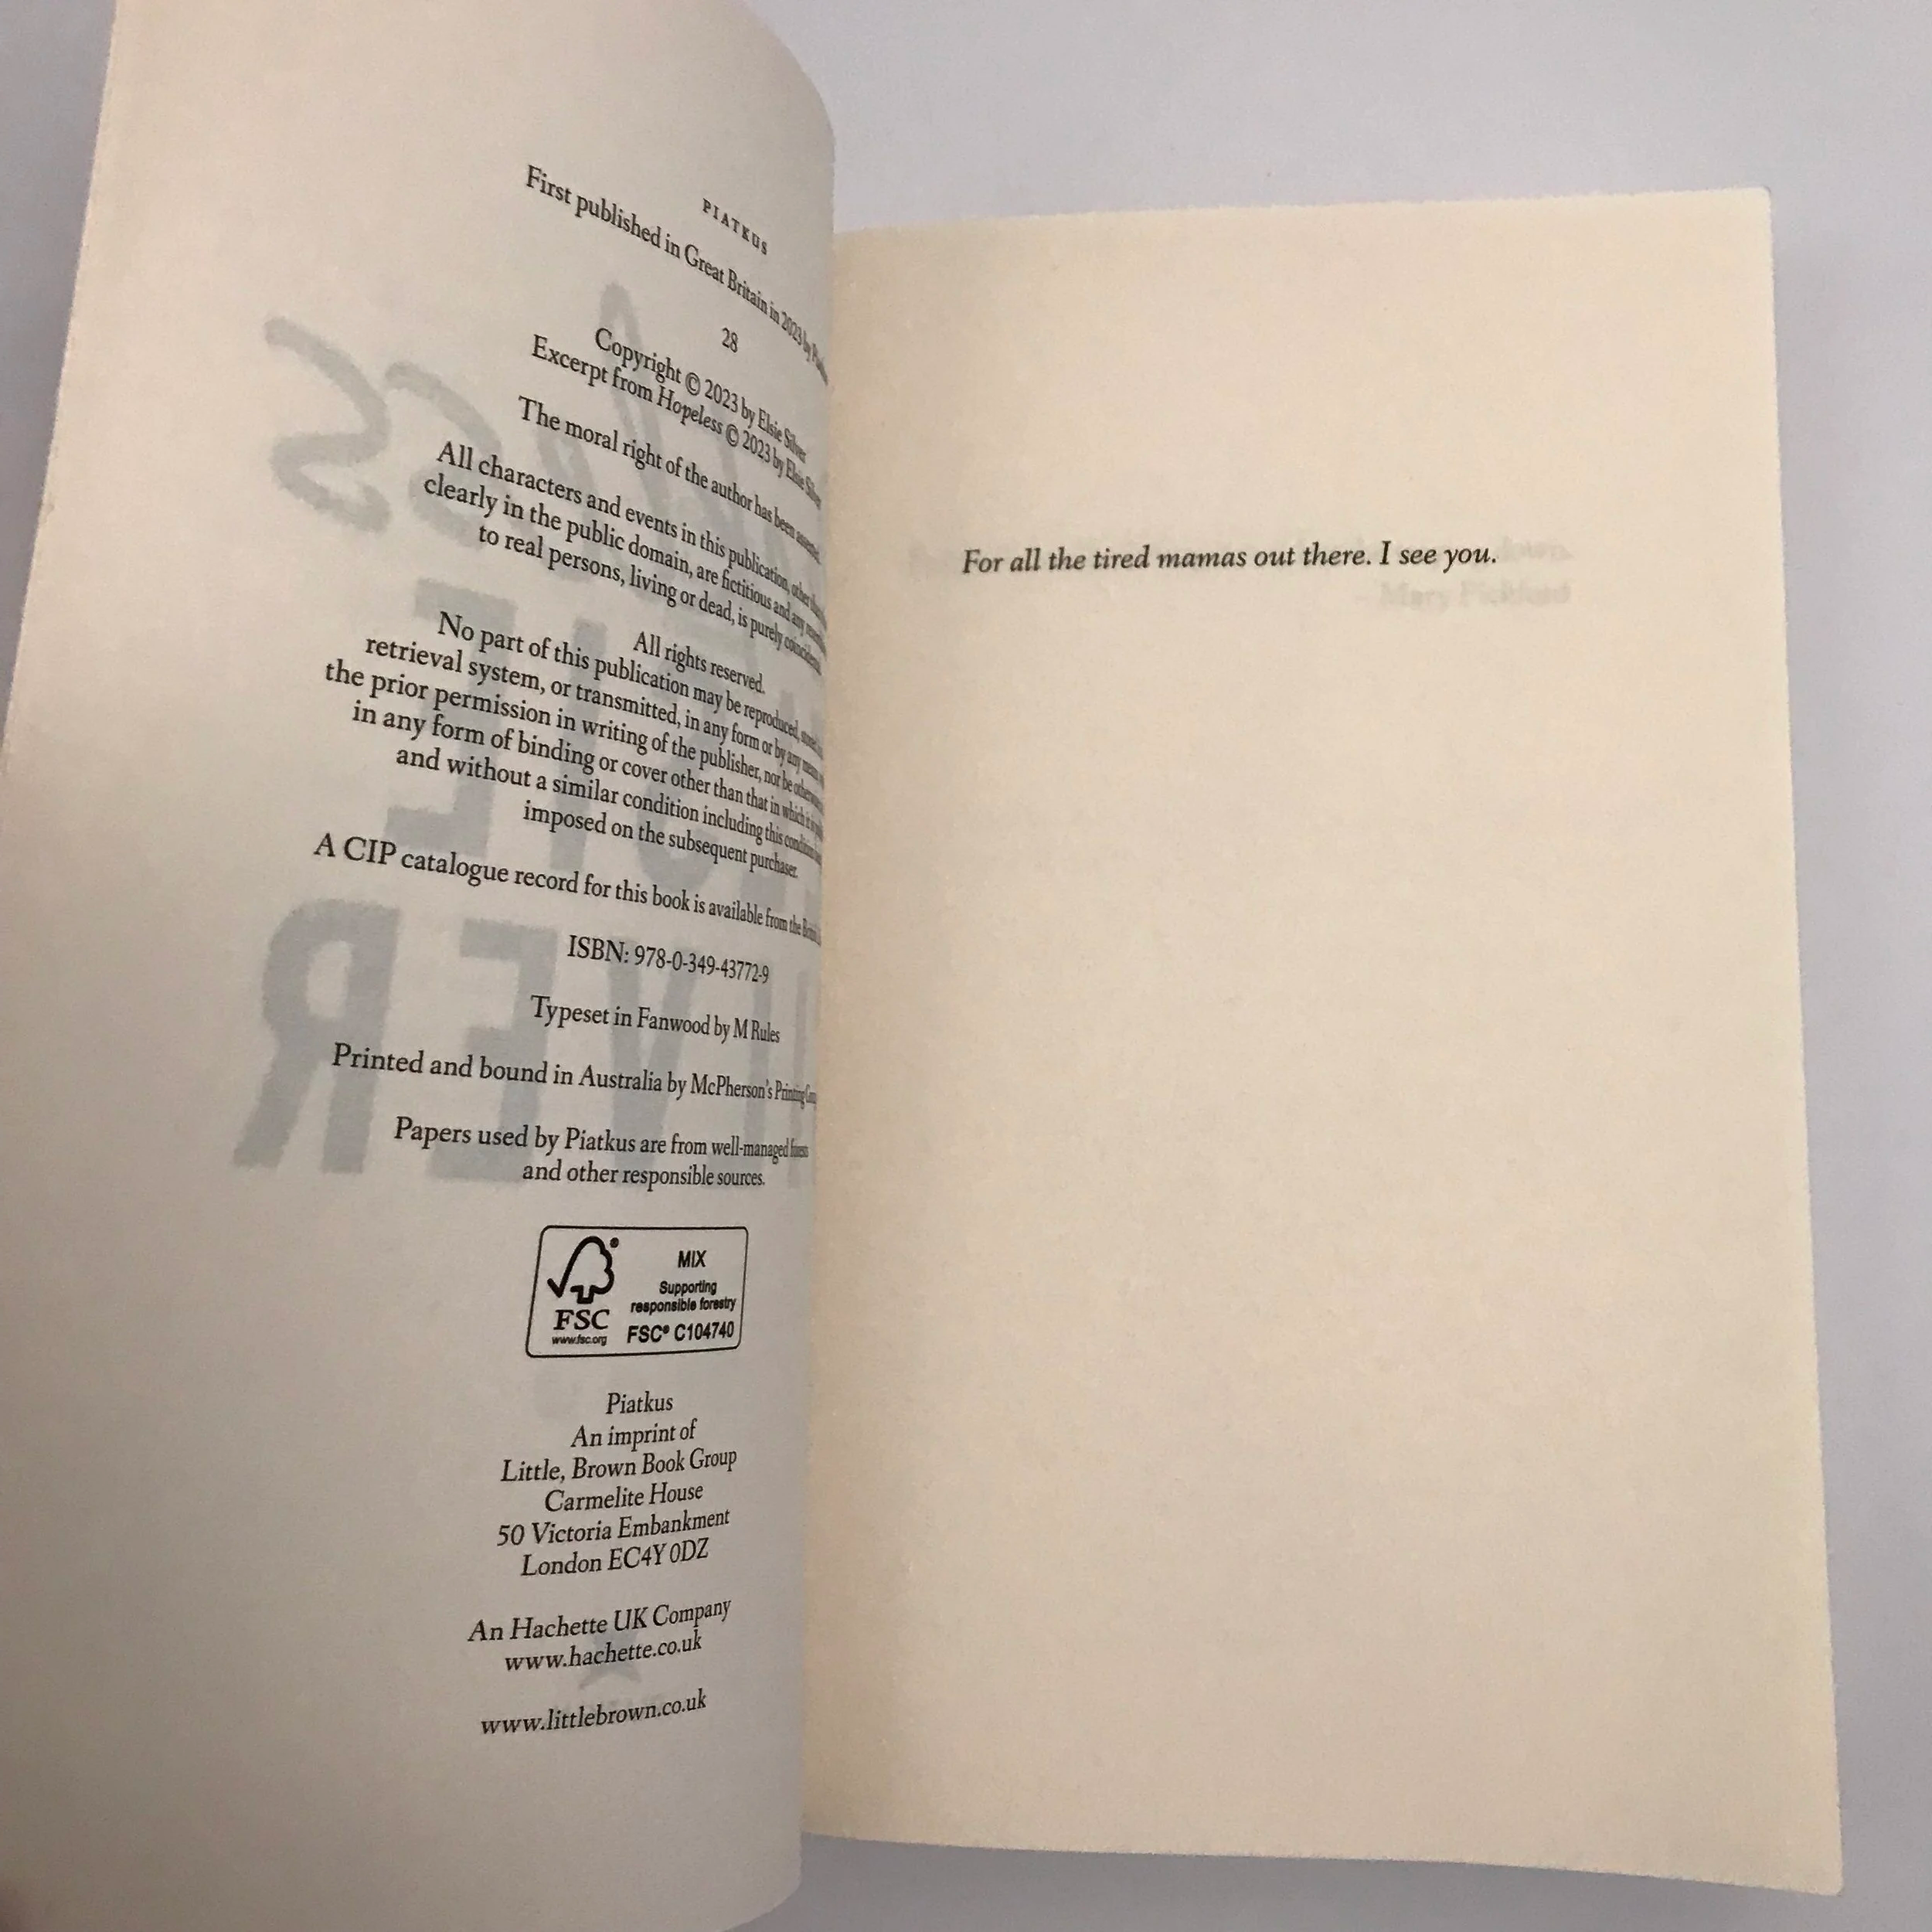 PIATKUS
First published in Great Britain in 2023 by
28
Copyright © 2023 by Elsie Silver
Excerpt from Hopeless © 2023 by Elsie Silver
The moral right of the author has been asserted.
All characters and events in this publication, other
clearly in the public domain, are fictitious and any
to real persons, living or dead, is purely coincidental.
All rights reserved.
No part of this publication may be reproduced,
retrieval system, or transmitted, in any form or by any means
the prior permission in writing of the publisher, nor be
in any form of binding or cover other than that in which it is
and without a similar condition including this condition
imposed on the subsequent purchaser.
A CIP catalogue record for this book is available from the British
ISBN: 978-0-349-43772-9
Typeset in Fanwood by M Rules
Printed and bound in Australia by McPherson's Printing
Papers used by Piatkus are from well-managed forests
and other responsible sources.
MIX
Supporting
responsible forestry
FSC
www.fsc.org
FSC® C104740
Piatkus
An imprint of
Little, Brown Book Group
Carmelite House
50 Victoria Embankment
London EC4Y 0DZ
An Hachette UK Company
www.hachette.co.uk
www.littlebrown.co.uk
For all the tired mamas out there. I see you.